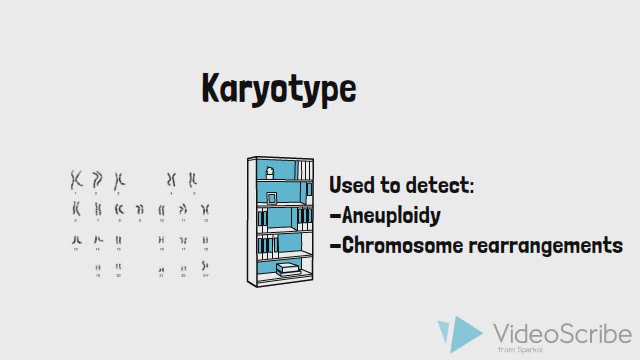 Karyotype
Used to detect:
-Aneuploidy
-Chromosome rearrangements
VideoScribe
from Sparkol